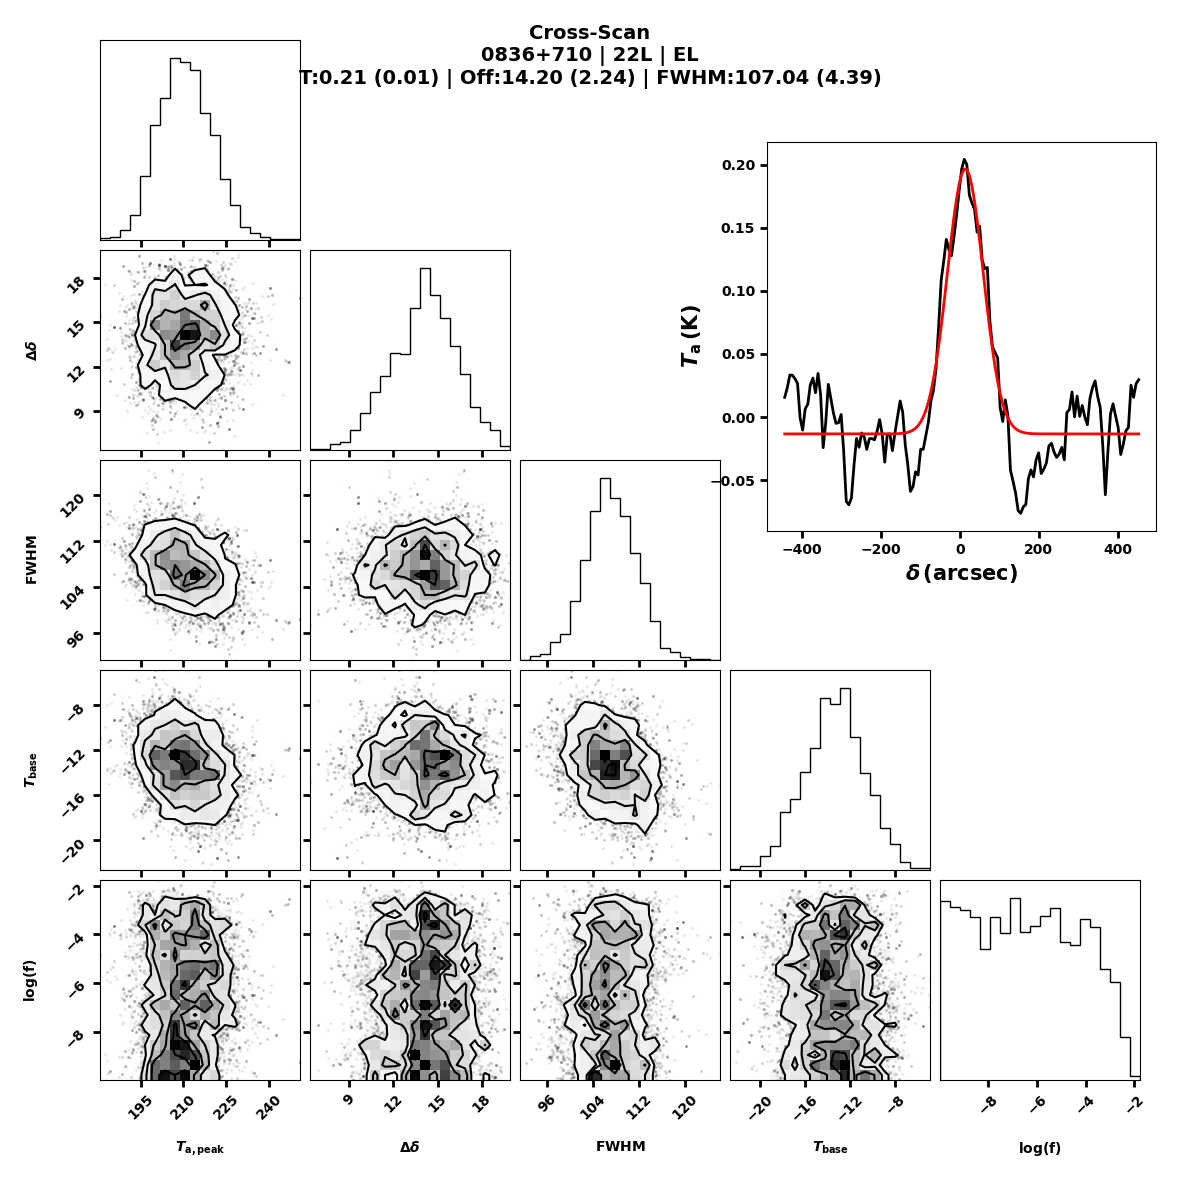 Cross-Scan
0836+710 | 22L | EL
T:0.21 (0.01) | Off:14.20 (2.24) | FWHM:107.04 (4.39)
0.20
0.15
0.10
0.05
0.00
−0.05
T_a (K)
−400 −200 0 200 400
δ (arcsec)
18
15
12
9
Δδ
120
112
104
96
FWHM
−8
−12
−16
−20
T_base
−2
−4
−6
−8
log(f)
195 210 225 240
9 12 15 18
96 104 112 120
−20 −16 −12 −8
−8 −6 −4 −2
T_a,peak
Δδ
FWHM
T_base
log(f)